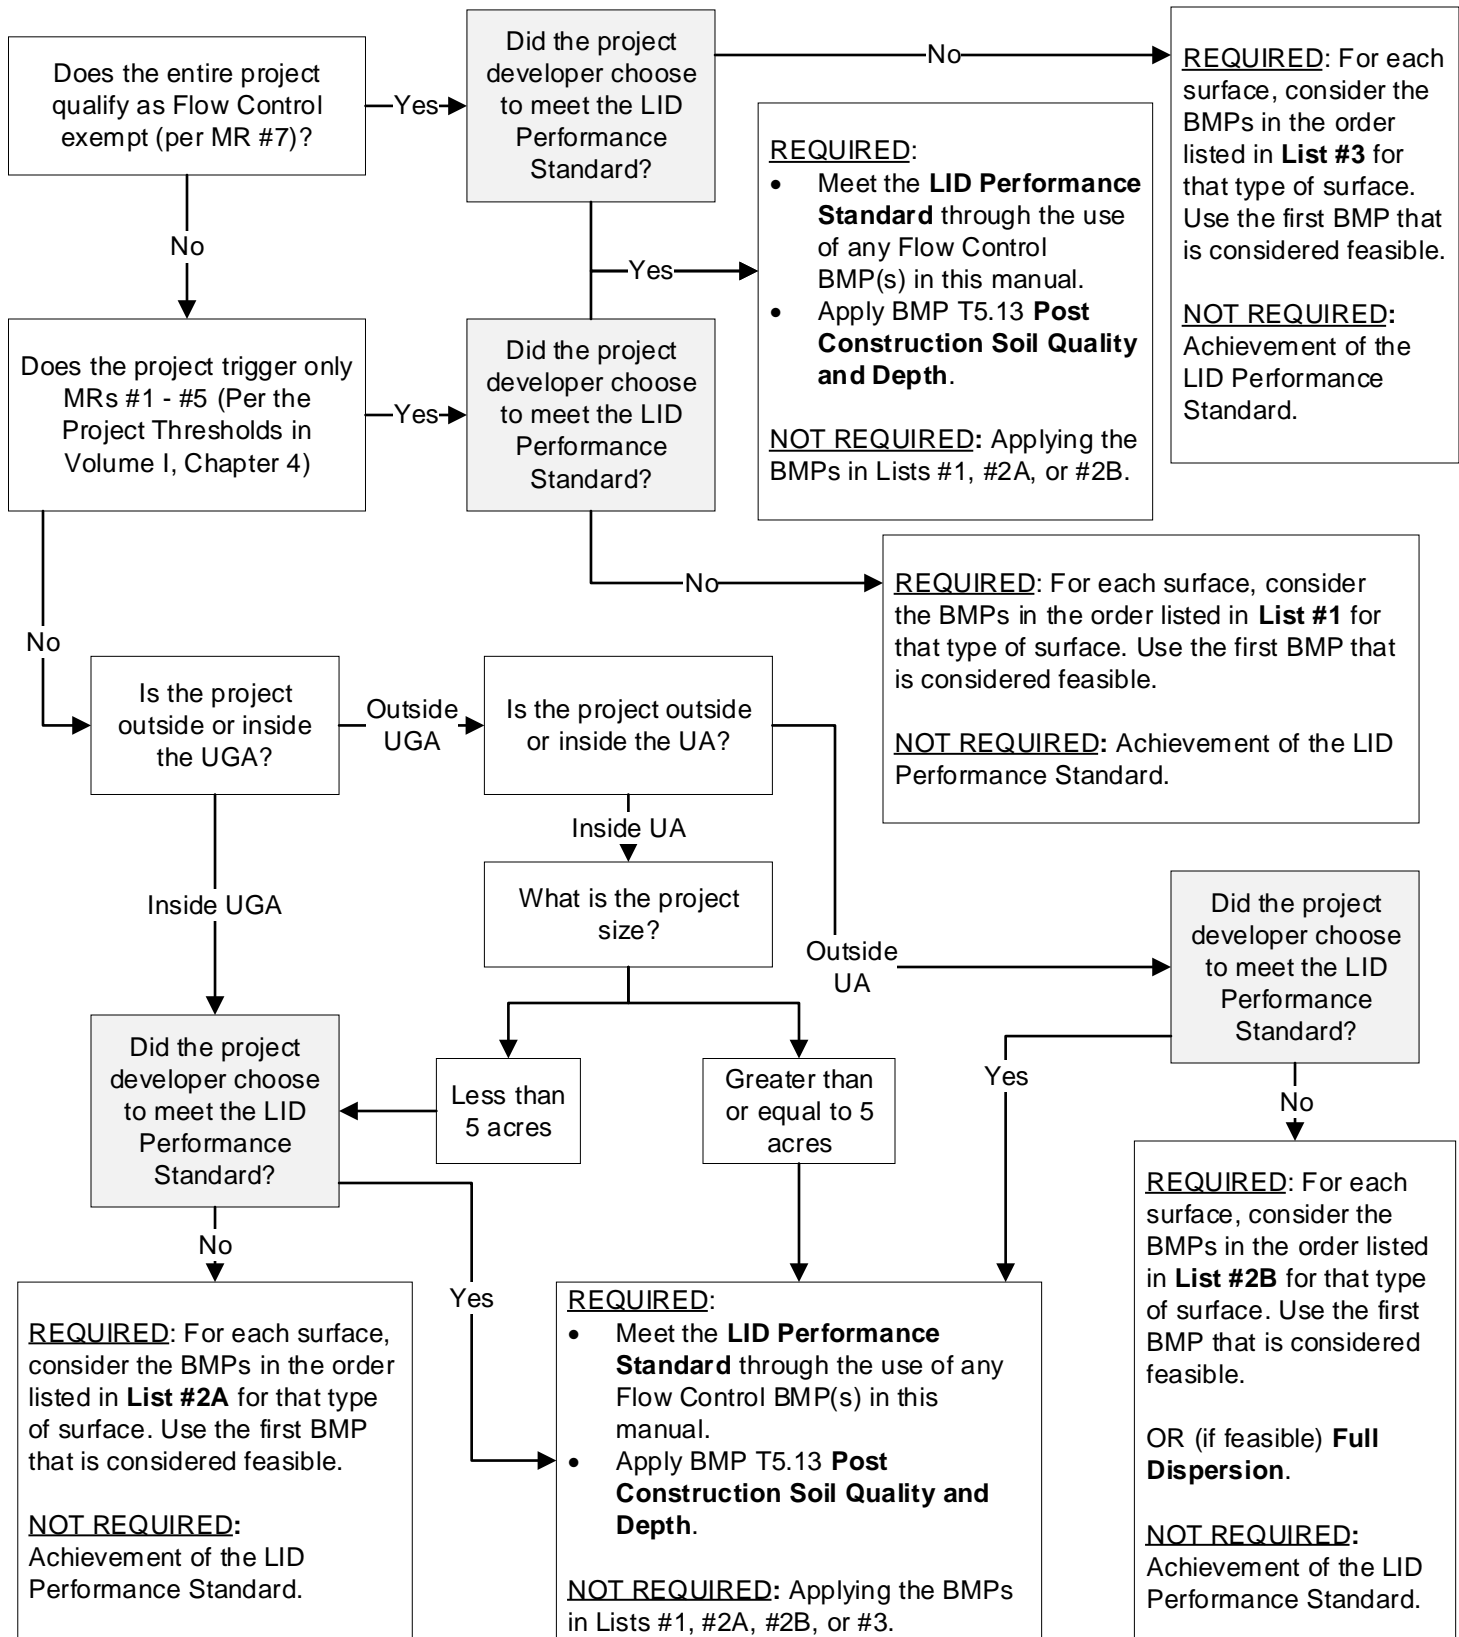 Does the entire project
qualify as Flow Control
exempt (per MR #7)?
Yes
Did the project
developer choose
to meet the LID
Performance
Standard?
No
REQUIRED: For each
surface, consider the
BMPs in the order
listed in List #3 for
that type of surface.
Use the first BMP that
is considered feasible.
NOT REQUIRED:
Achievement of the
LID Performance
Standard.
No
Yes
REQUIRED:
• Meet the LID Performance
Standard through the use
of any Flow Control
BMP(s) in this manual.
• Apply BMP T5.13 Post
Construction Soil Quality
and Depth.
NOT REQUIRED: Applying the
BMPs in Lists #1, #2A, or #2B.
Does the project trigger only
MRs #1 - #5 (Per the
Project Thresholds in
Volume I, Chapter 4)
Yes
Did the project
developer choose
to meet the LID
Performance
Standard?
No
REQUIRED: For each surface, consider
the BMPs in the order listed in List #1 for
that type of surface. Use the first BMP that
is considered feasible.
NOT REQUIRED: Achievement of the LID
Performance Standard.
No
Is the project
outside or inside
the UGA?
Outside
UGA
Is the project outside
or inside the UA?
Inside UA
What is the project
size?
Inside UGA
Outside
UA
Did the project
developer choose
to meet the LID
Performance
Standard?
Did the project
developer choose
to meet the LID
Performance
Standard?
Less than
5 acres
Greater than
or equal to 5
acres
Yes
No
No
Yes
REQUIRED: For each surface,
consider the BMPs in the order
listed in List #2A for that type
of surface. Use the first BMP
that is considered feasible.
NOT REQUIRED:
Achievement of the LID
Performance Standard.
REQUIRED:
• Meet the LID Performance
Standard through the use of any
Flow Control BMP(s) in this
manual.
• Apply BMP T5.13 Post
Construction Soil Quality and
Depth.
NOT REQUIRED: Applying the BMPs
in Lists #1, #2A, #2B, or #3.
REQUIRED: For each
surface, consider the
BMPs in the order listed
in List #2B for that type
of surface. Use the first
BMP that is considered
feasible.
OR (if feasible) Full
Dispersion.
NOT REQUIRED:
Achievement of the LID
Performance Standard.